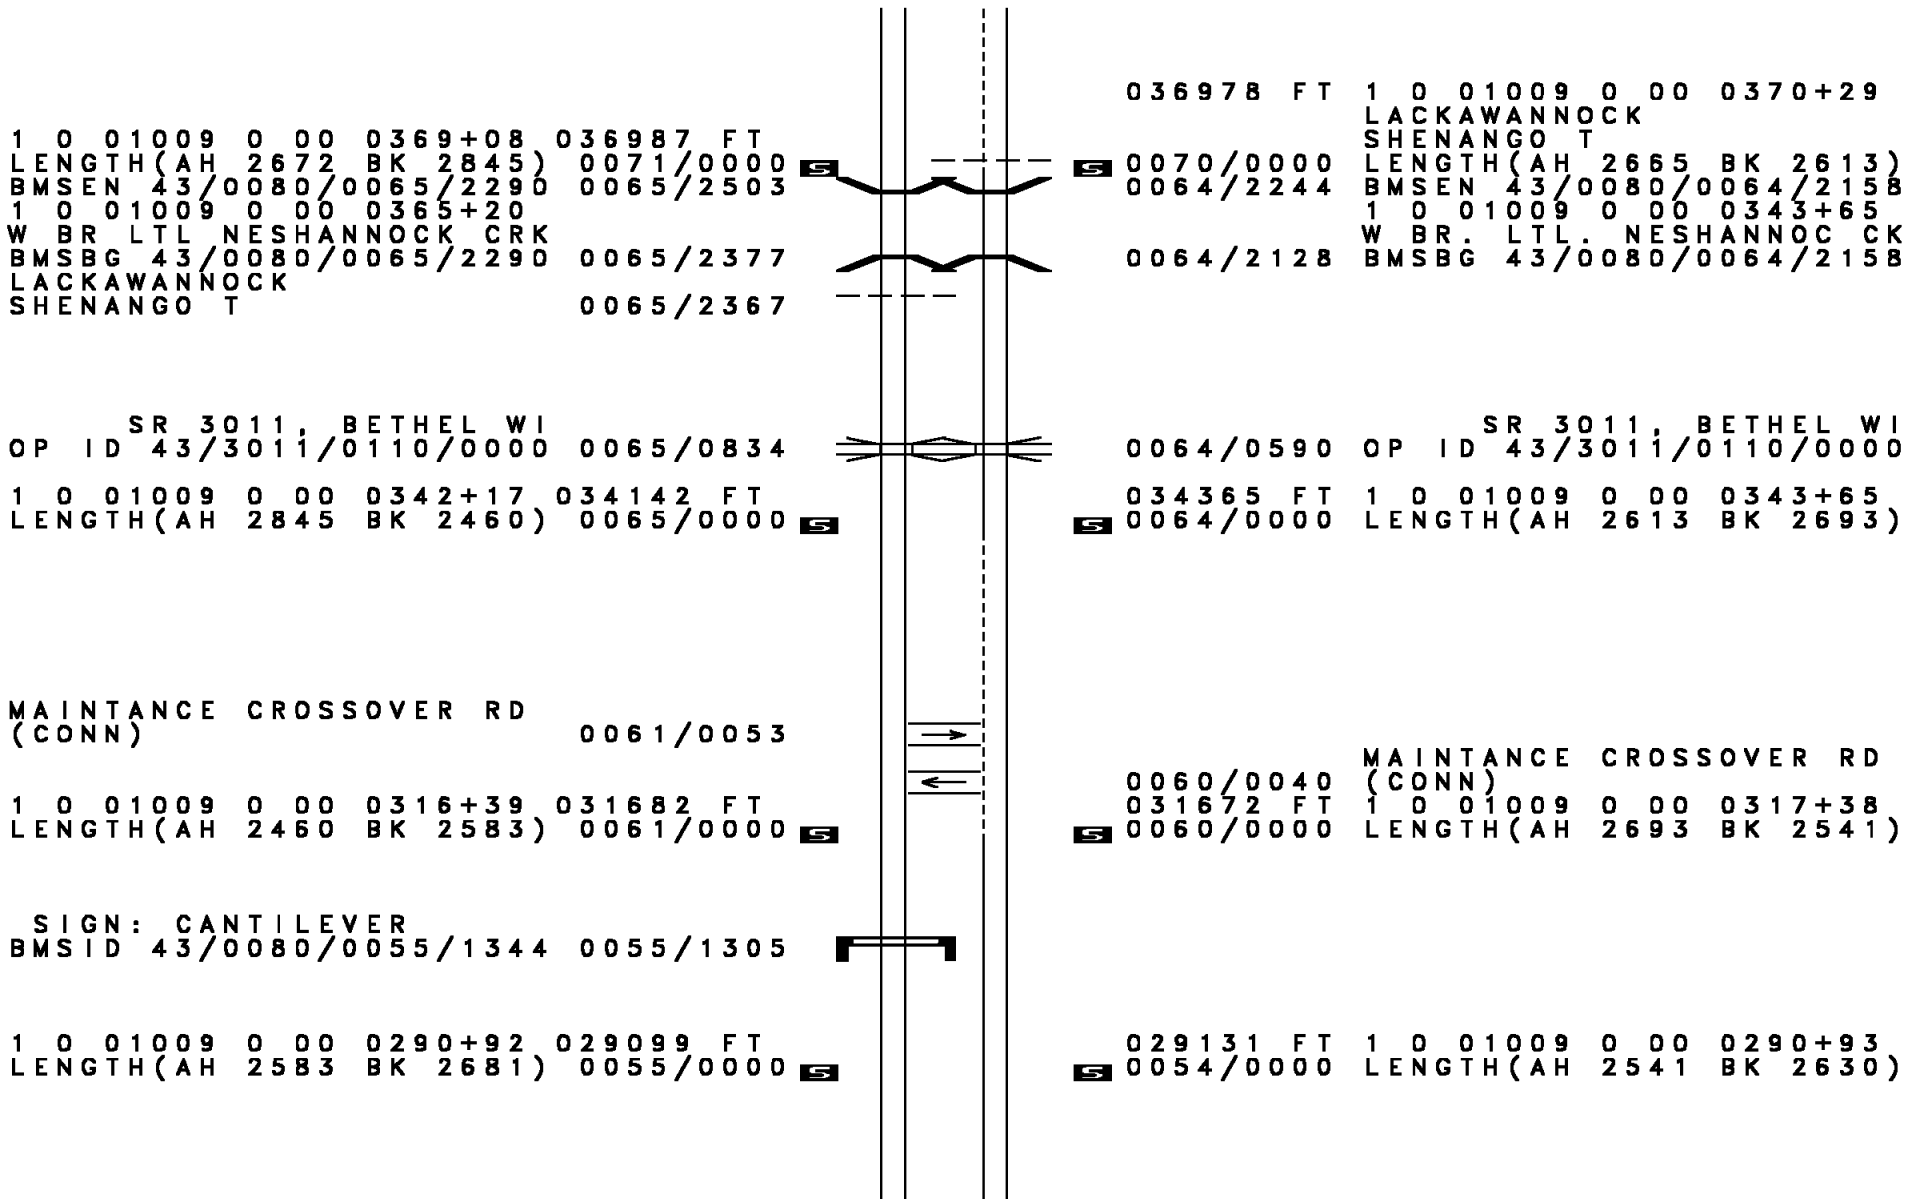 036978 FT 1 0 01009 0 00 0370+29
LACKAWANNOCK
1 0 01009 0 00 0369+08 036987 FT SHENANGO T
LENGTH(AH 2672 BK 2845) 0071/0000 S S 0070/0000 LENGTH(AH 2665 BK 2613)
BMSEN 43/0080/0065/2290 0065/2503 0064/2244 BMSEN 43/0080/0064/2158
1 0 01009 0 00 0365+20 1 0 01009 0 00 0343+65
W BR LTL NESHANNOCK CRK W BR. LTL. NESHANNOC CK
BMSBG 43/0080/0065/2290 0065/2377 0064/2128 BMSBG 43/0080/0064/2158
LACKAWANNOCK
SHENANGO T 0065/2367
SR 3011, BETHEL WI SR 3011, BETHEL WI
OP ID 43/3011/0110/0000 0065/0834 0064/0590 OP ID 43/3011/0110/0000
1 0 01009 0 00 0342+17 034142 FT 034365 FT 1 0 01009 0 00 0343+65
LENGTH(AH 2845 BK 2460) 0065/0000 S S 0064/0000 LENGTH(AH 2613 BK 2693)
MAINTANCE CROSSOVER RD
(CONN) 0061/0053
MAINTANCE CROSSOVER RD
0060/0040 (CONN)
1 0 01009 0 00 0316+39 031682 FT 031672 FT 1 0 01009 0 00 0317+38
LENGTH(AH 2460 BK 2583) 0061/0000 S S 0060/0000 LENGTH(AH 2693 BK 2541)
SIGN: CANTILEVER
BMSID 43/0080/0055/1344 0055/1305
1 0 01009 0 00 0290+92 029099 FT 029131 FT 1 0 01009 0 00 0290+93
LENGTH(AH 2583 BK 2681) 0055/0000 S S 0054/0000 LENGTH(AH 2541 BK 2630)